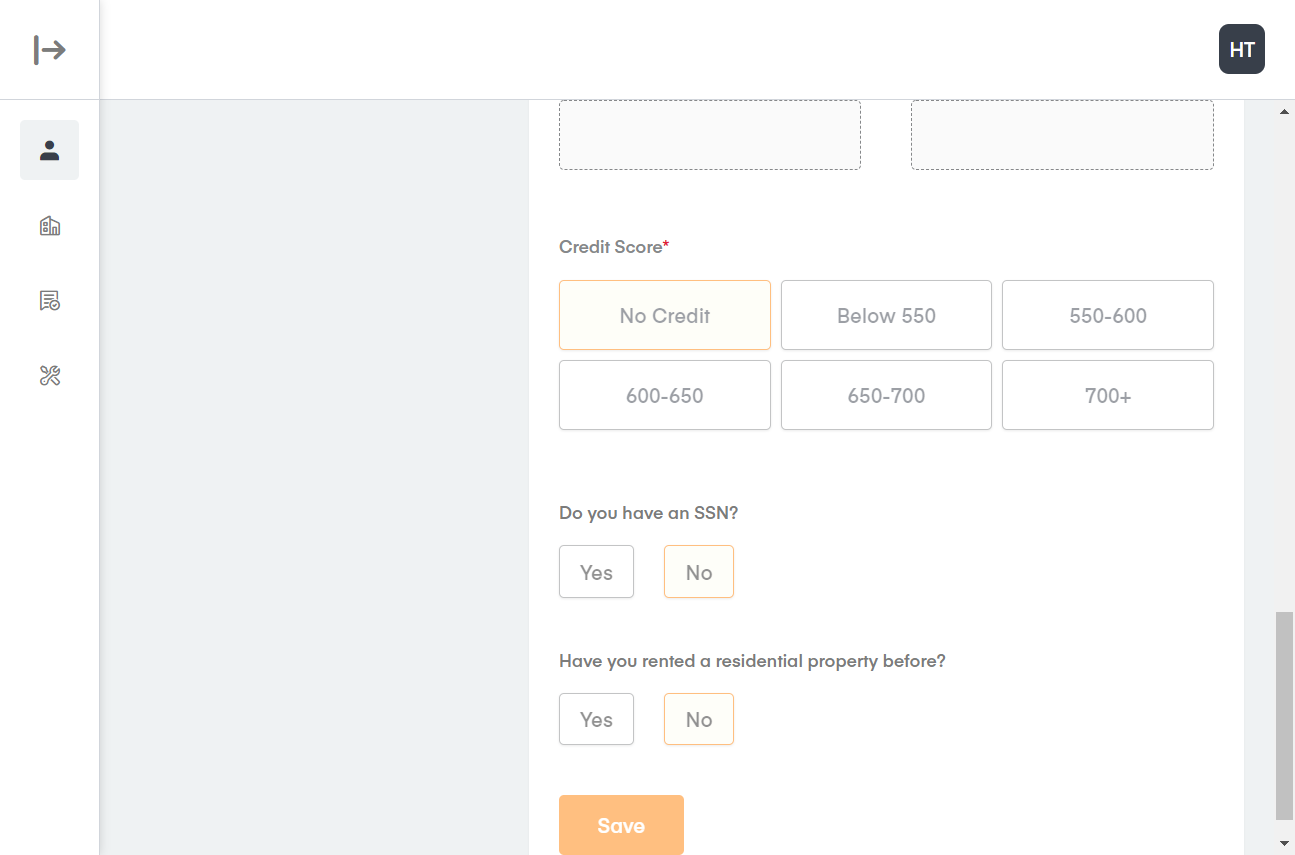 HT
Credit Score*
No Credit
Below 550
550-600
600-650
650-700
700+
Do you have an SSN?
Yes
No
Have you rented a residential property before?
Yes
No
Save